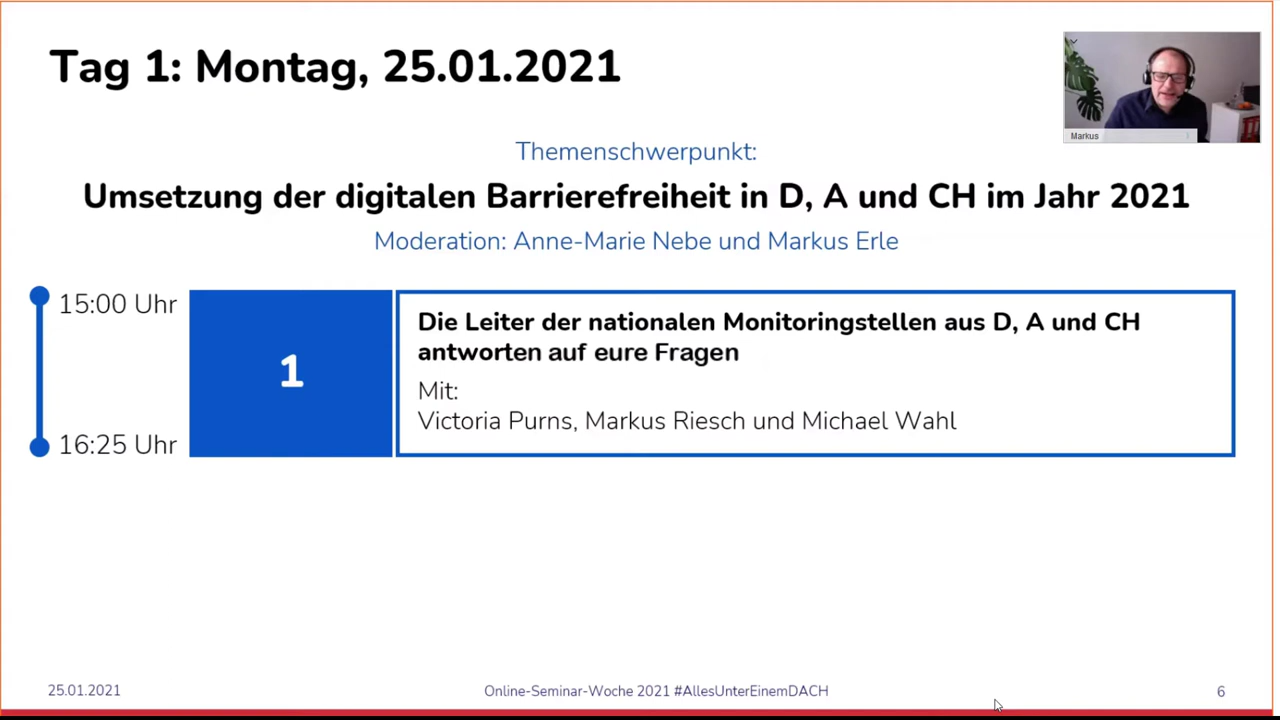 Tag 1: Montag, 25.01.2021
Markus
Themenschwerpunkt:
Umsetzung der digitalen Barrierefreiheit in D, A und CH im Jahr 2021
Moderation: Anne-Marie Nebe und Markus Erle
15:00 Uhr
16:25 Uhr
1
Die Leiter der nationalen Monitoringstellen aus D, A und CH
antworten auf eure Fragen
Mit:
Victoria Purns, Markus Riesch und Michael Wahl
25.01.2021
Online-Seminar-Woche 2021 #AllesUnterEinemDACH
6